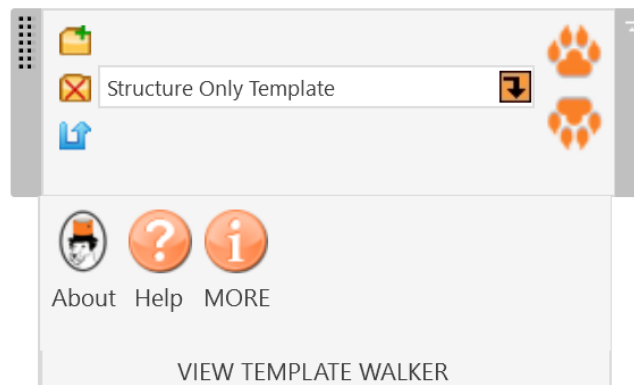 Structure Only Template
About Help MORE
VIEW TEMPLATE WALKER